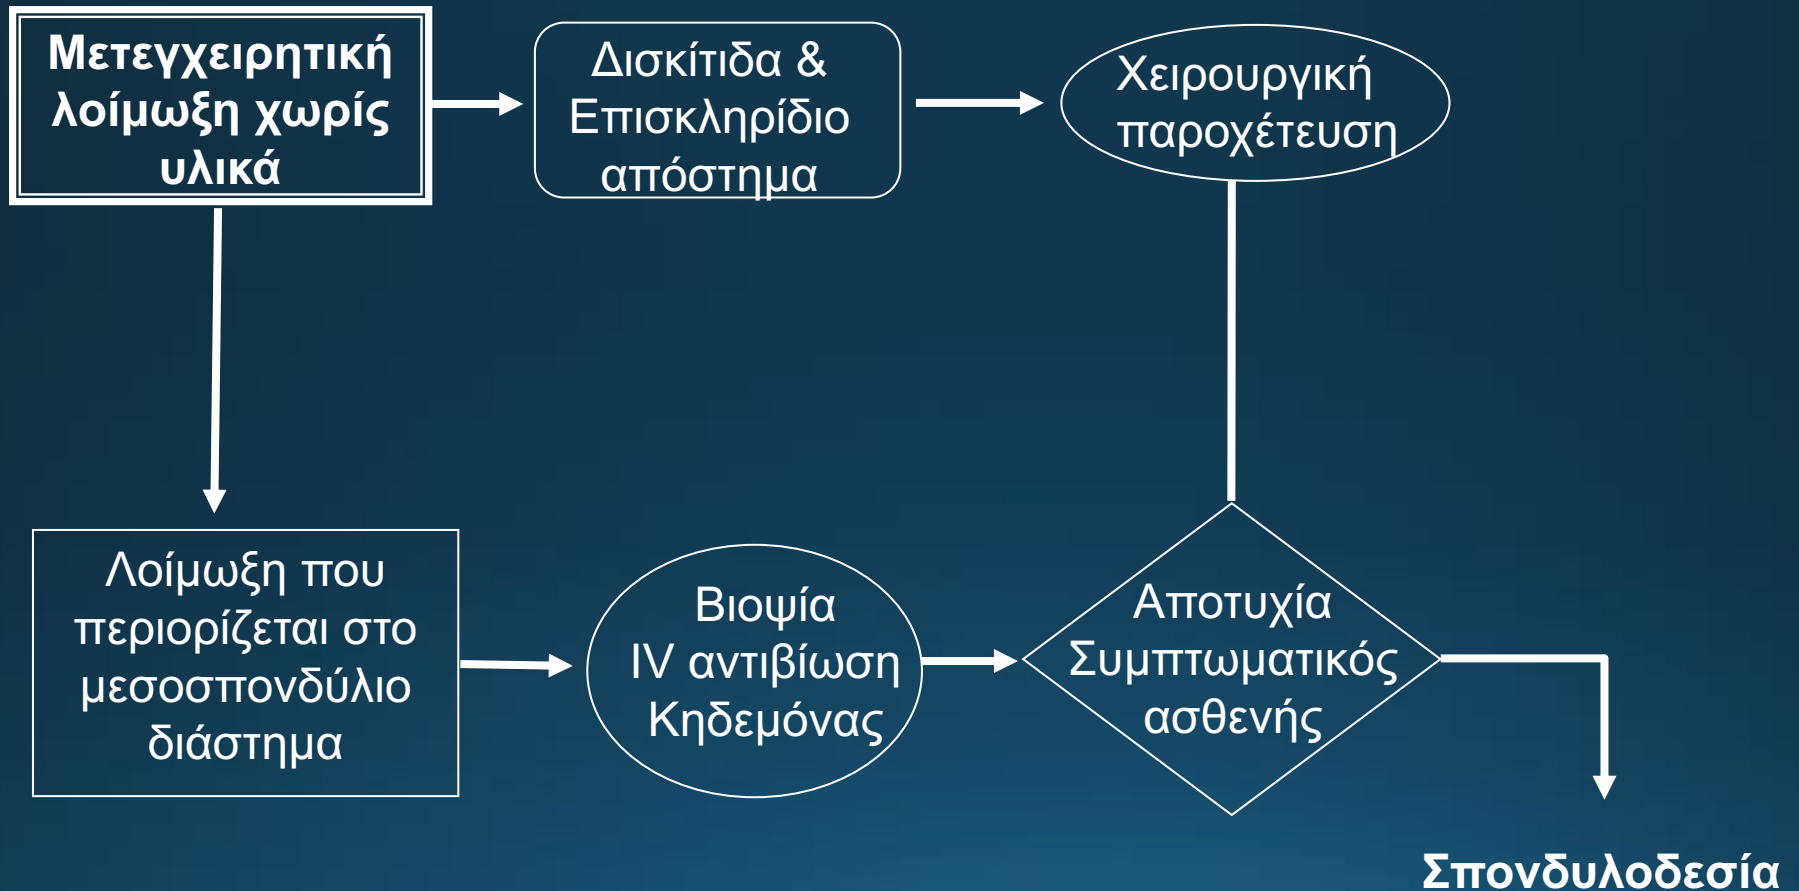 Μετεγχειρητική
λοίμωξη χωρίς
υλικά
Δισκίτιδα &
Επισκληρίδιο
απόστημα
Χειρουργική
παροχέτευση
Λοίμωξη που
περιορίζεται στο
μεσοσπονδύλιο
διάστημα
Βιοψία
IV αντιβίωση
Κηδεμόνας
Αποτυχία
Συμπτωματικός
ασθενής
Σπονδυλοδεσία